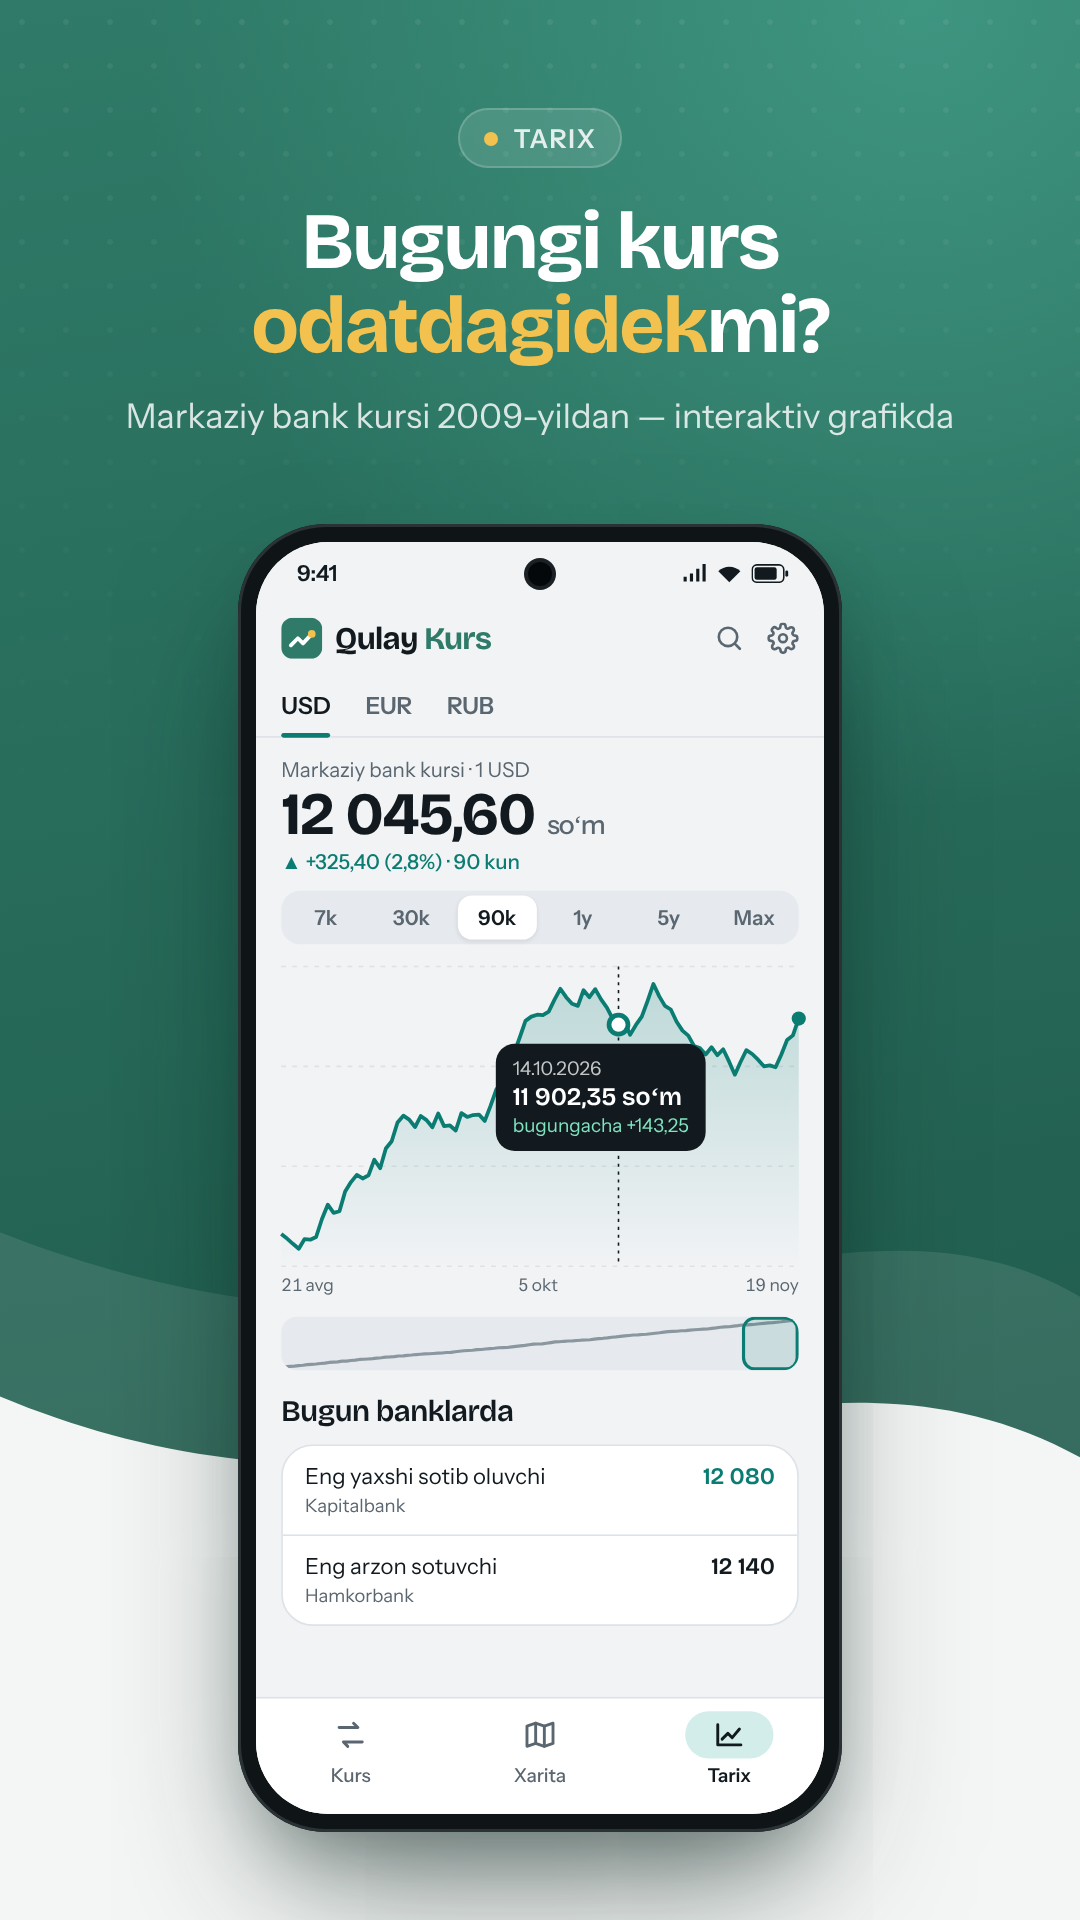 TARIX
Bugungi kurs
odatdagidekmi?
Markaziy bank kursi 2009-yildan — interaktiv grafikda
9:41
Qulay Kurs
USD EUR RUB
Markaziy bank kursi · 1 USD
12 045,60 soʻm
▲ +325,40 (2,8%) · 90 kun
7k 30k 90k 1y 5y Max
14.10.2026
11 902,35 soʻm
bugungacha +143,25
21 avg 5 okt 19 noy
Bugun banklarda
Eng yaxshi sotib oluvchi 12 080
Kapitalbank
Eng arzon sotuvchi 12 140
Hamkorbank
Kurs Xarita Tarix